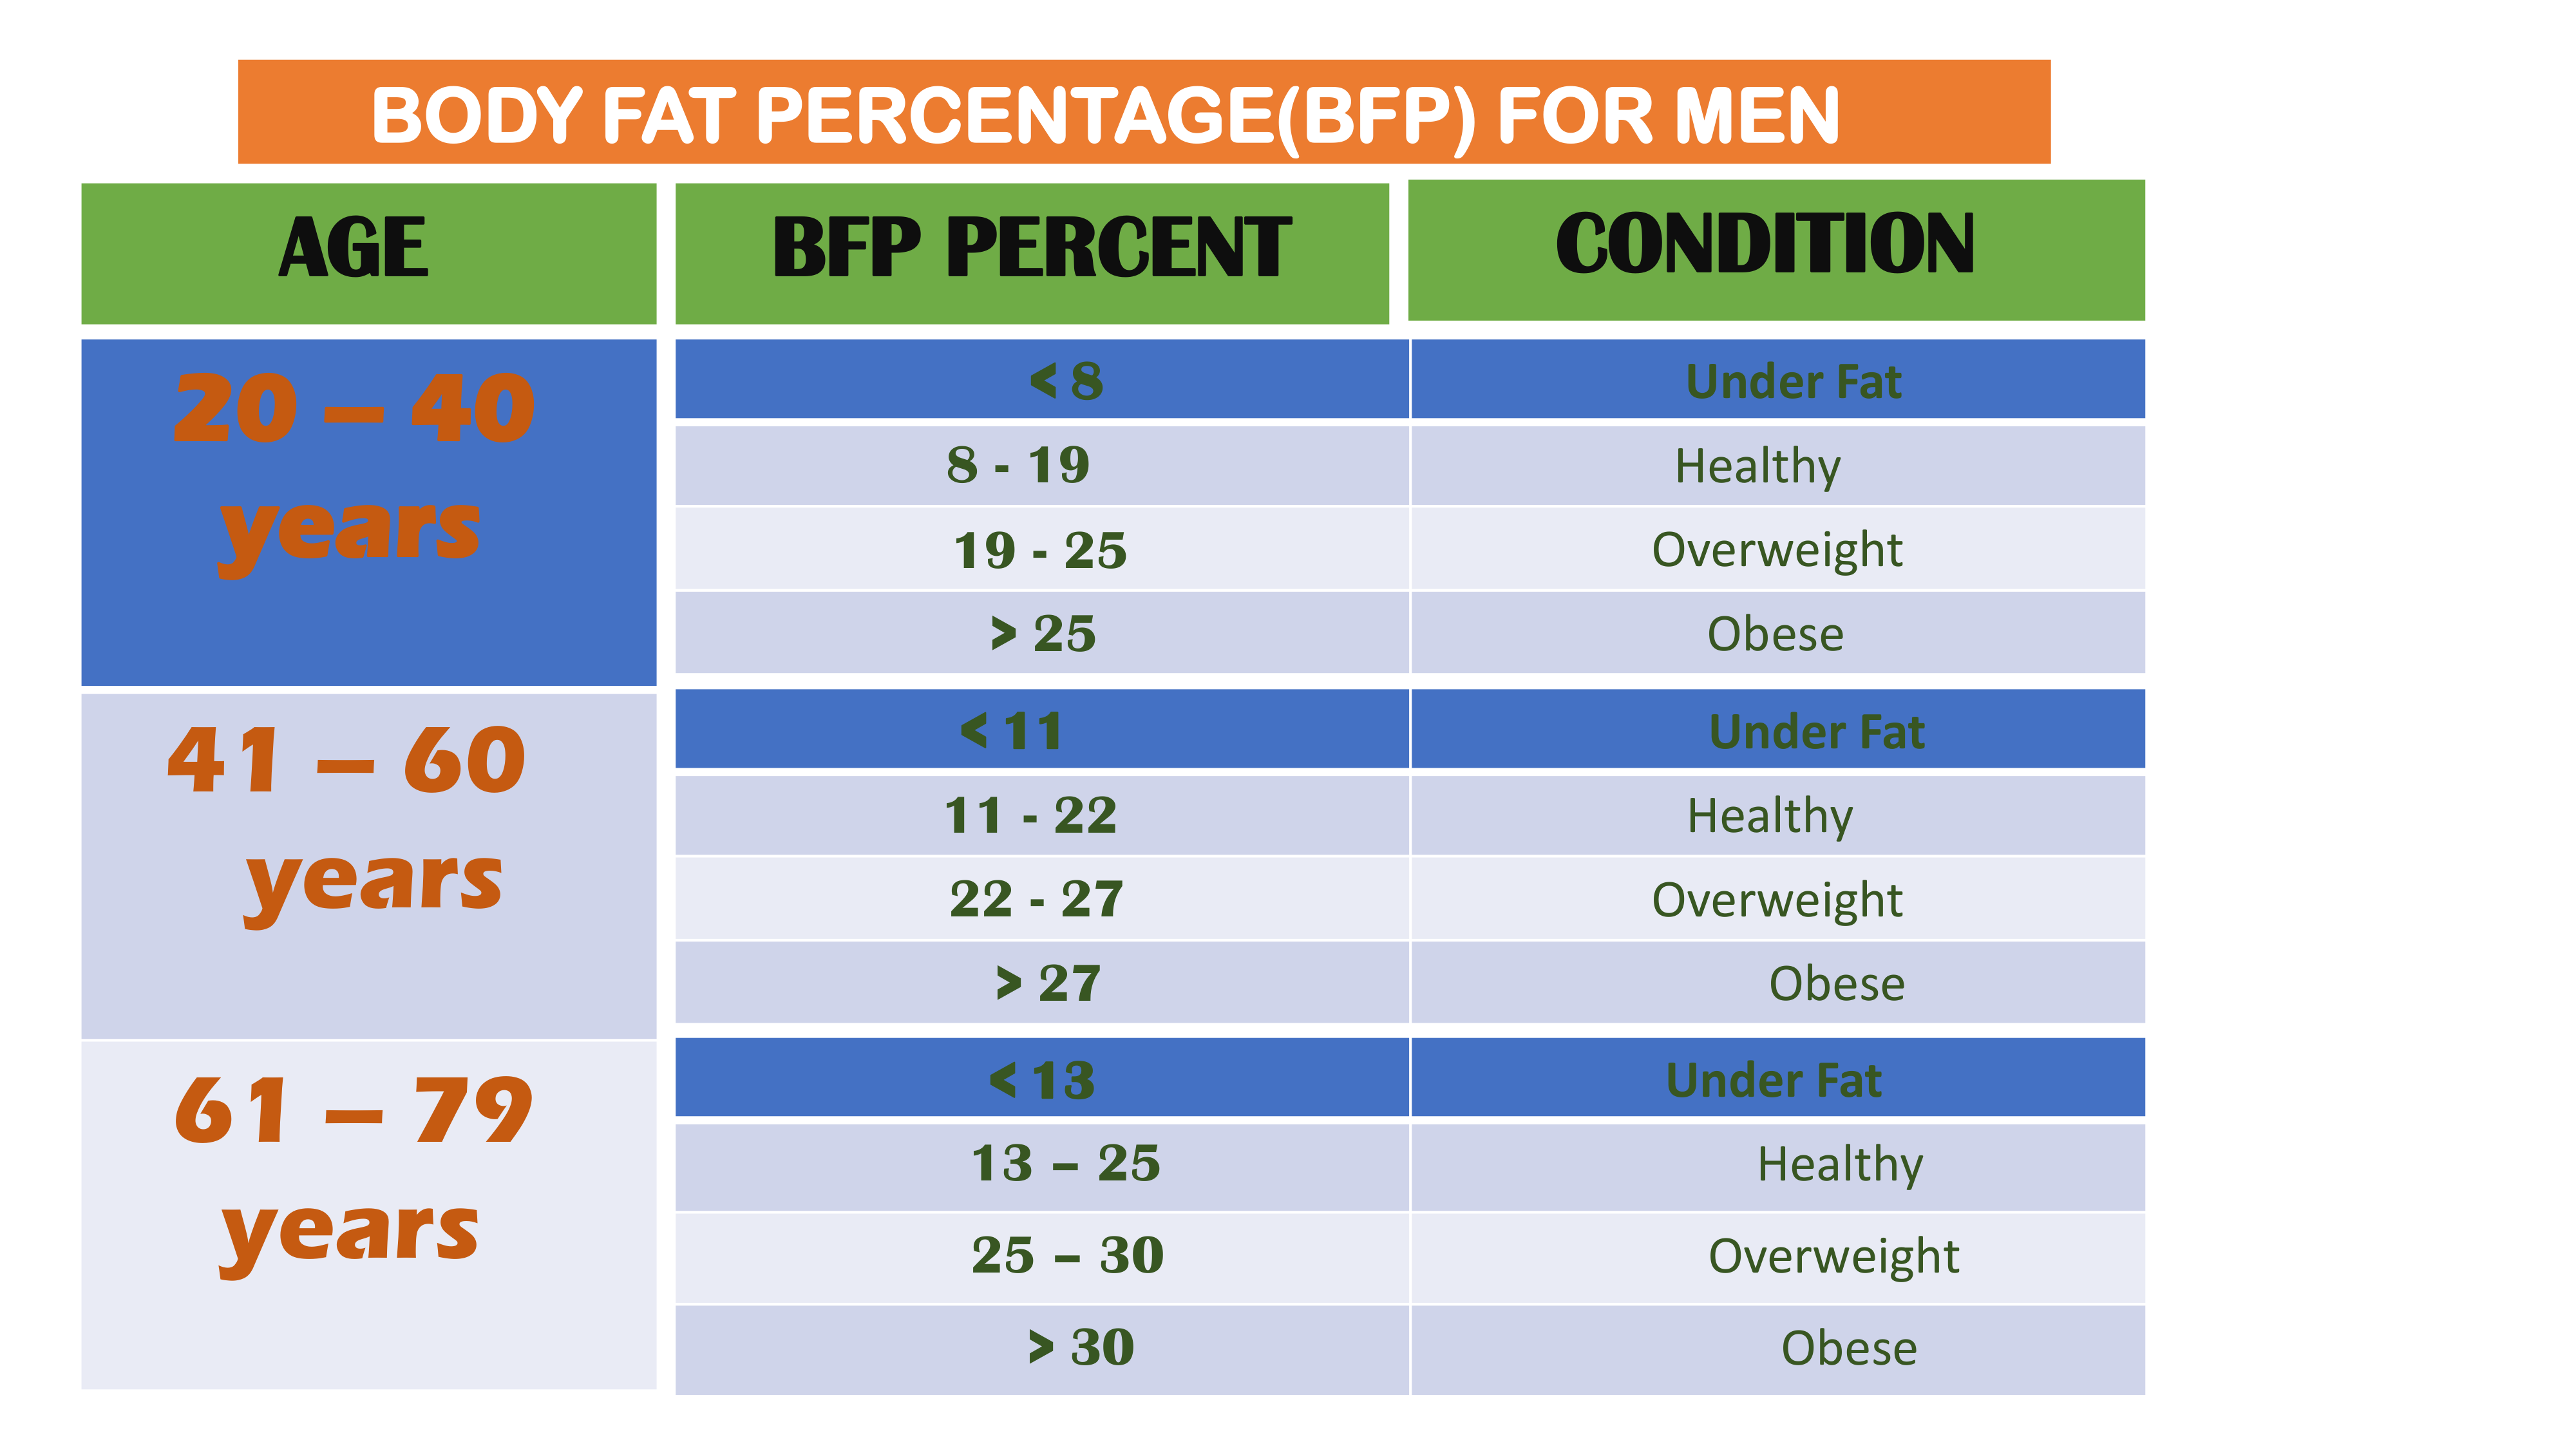 BODY FAT PERCENTAGE(BFP) FOR MEN
AGE BFP PERCENT CONDITION
20 – 40
years
< 8 Under Fat
8 - 19 Healthy
19 - 25 Overweight
> 25 Obese
41 – 60
years
< 11 Under Fat
11 - 22 Healthy
22 - 27 Overweight
> 27 Obese
61 – 79
years
< 13 Under Fat
13 – 25 Healthy
25 – 30 Overweight
> 30 Obese